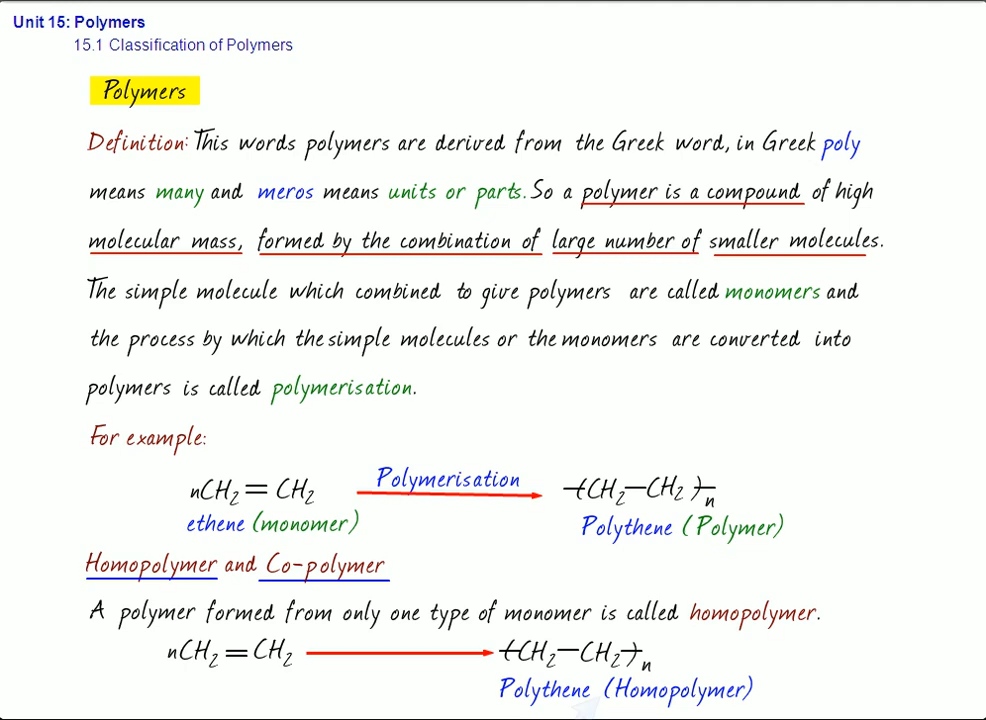 Unit 15: Polymers
15.1 Classification of Polymers
Polymers
Definition: This words polymers are derived from the Greek word, in Greek poly
means many and meros means units or parts. So a polymer is a compound of high
molecular mass, formed by the combination of large number of smaller molecules.
The simple molecule which combined to give polymers are called monomers and
the process by which the simple molecules or the monomers are converted into
polymers is called polymerisation.
For example:
nCH₂=CH₂ Polymerisation (CH₂-CH₂)n
ethene (monomer) Polythene (Polymer)
Homopolymer and Co-polymer
A polymer formed from only one type of monomer is called homopolymer.
nCH₂=CH₂ (CH₂-CH₂)n
Polythene (Homopolymer)